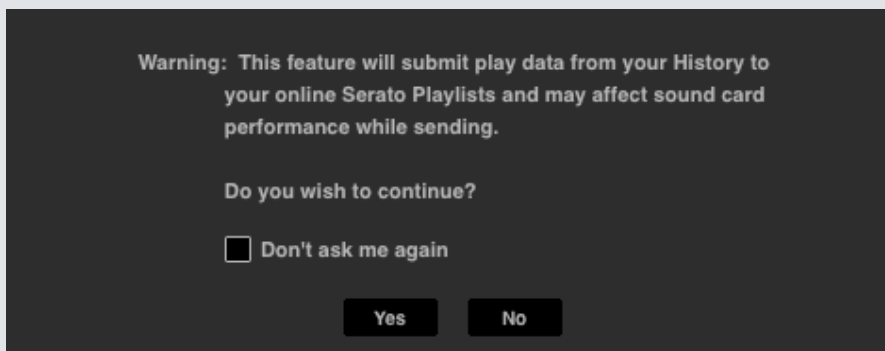 Warning: This feature will submit play data from your History to
your online Serato Playlists and may affect sound card
performance while sending.
Do you wish to continue?
Don't ask me again
Yes No